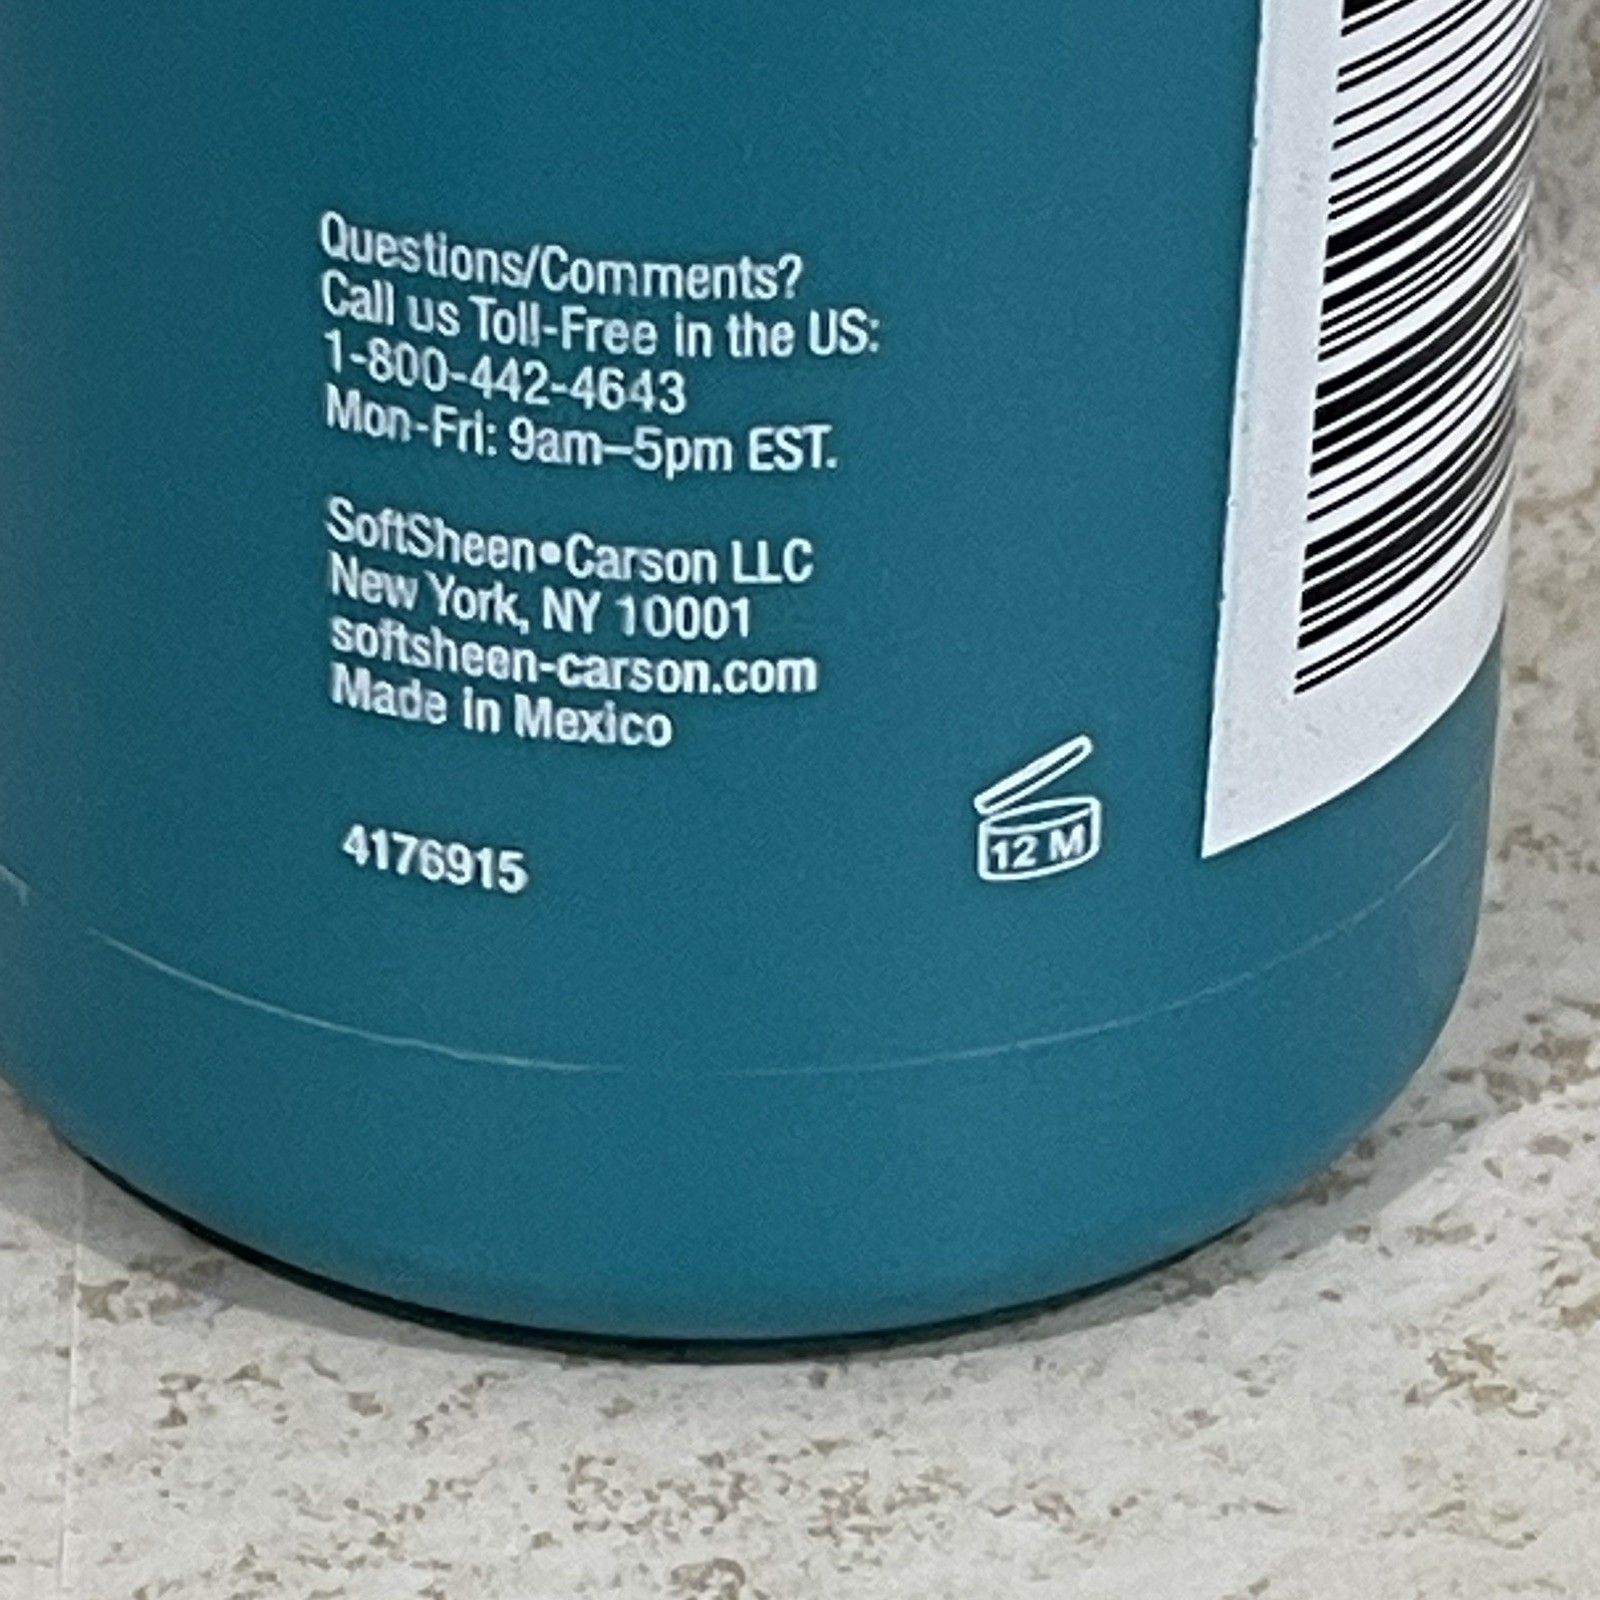 Questions/Comments?
Call us Toll-Free in the US:
1-800-442-4643
Mon-Fri: 9am–5pm EST.
SoftSheen•Carson LLC
New York, NY 10001
softsheen-carson.com
Made in Mexico
4176915
12 M